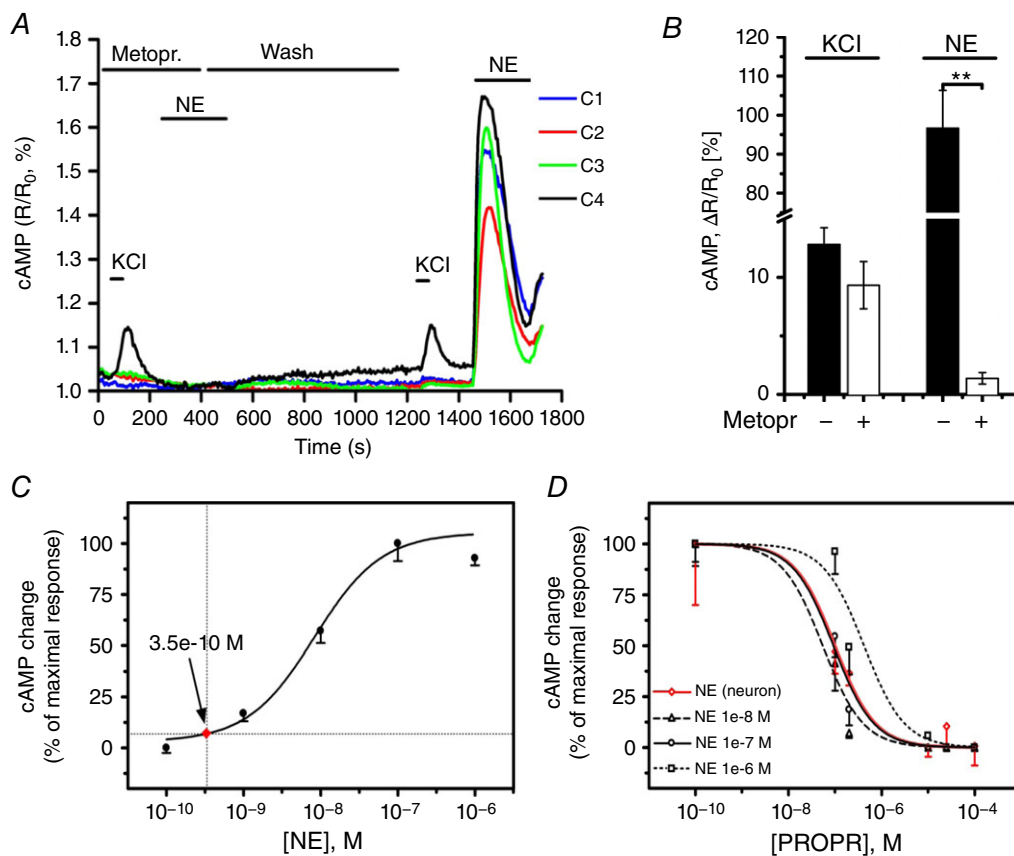 A
1.8
1.7
1.6
1.5
1.4
1.3
1.2
1.1
1.0
cAMP (R/R0, %)
Metopr.
Wash
NE
NE
KCl
KCl
C1
C2
C3
C4
0 200 400 600 800 1000 1200 1400 1600 1800
Time (s)
B
120
110
100
90
80
10
0
cAMP, ΔR/R0 [%]
KCl
NE
**
Metopr − + − +
C
100
75
50
25
0
cAMP change
(% of maximal response)
3.5e-10 M
10−10 10−9 10−8 10−7 10−6
[NE], M
D
100
75
50
25
0
cAMP change
(% of maximal response)
NE (neuron)
NE 1e-8 M
NE 1e-7 M
NE 1e-6 M
10−10 10−8 10−6 10−4
[PROPR], M